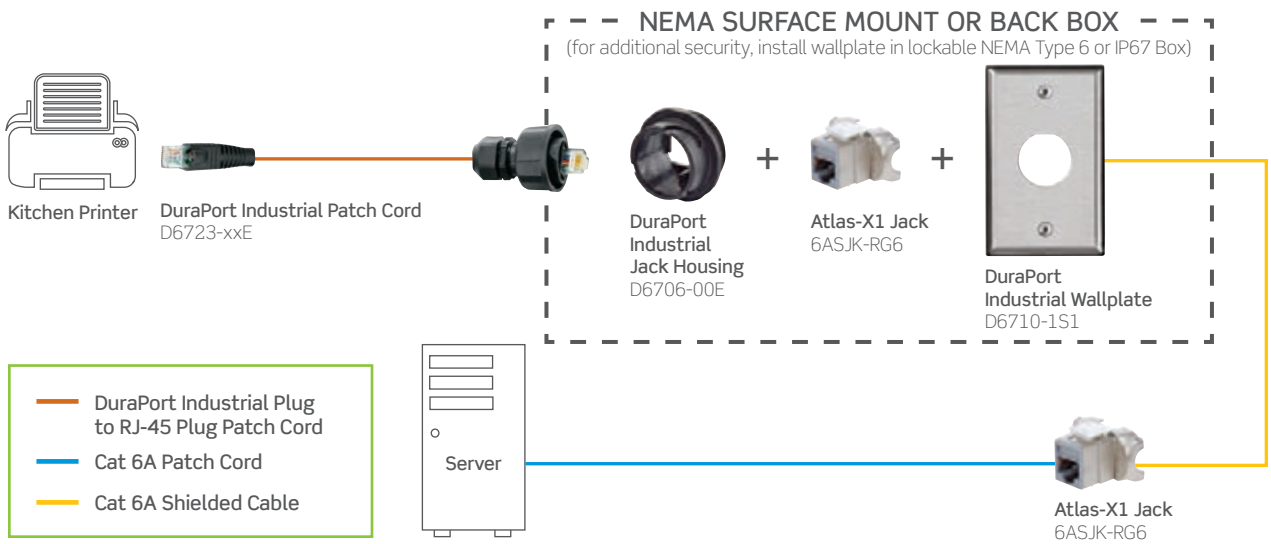 NEMA SURFACE MOUNT OR BACK BOX
(for additional security, install wallplate in lockable NEMA Type 6 or IP67 Box)
Kitchen Printer
DuraPort Industrial Patch Cord
D6723-xxE
DuraPort
Industrial
Jack Housing
D6706-00E
+
Atlas-X1 Jack
6ASJK-RG6
+
DuraPort
Industrial Wallplate
D6710-1S1
DuraPort Industrial Plug
to RJ-45 Plug Patch Cord
Cat 6A Patch Cord
Cat 6A Shielded Cable
Server
Atlas-X1 Jack
6ASJK-RG6